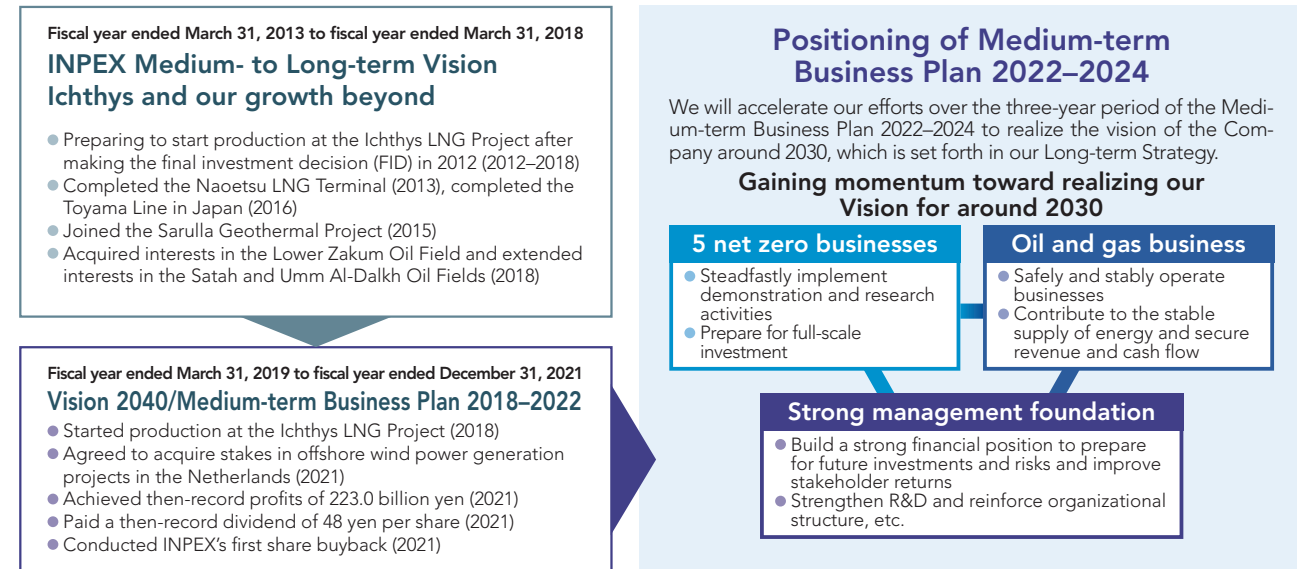 Fiscal year ended March 31, 2013 to fiscal year ended March 31, 2018
INPEX Medium- to Long-term Vision
Ichthys and our growth beyond
● Preparing to start production at the Ichthys LNG Project after
making the final investment decision (FID) in 2012 (2012–2018)
● Completed the Naoetsu LNG Terminal (2013), completed the
Toyama Line in Japan (2016)
● Joined the Sarulla Geothermal Project (2015)
● Acquired interests in the Lower Zakum Oil Field and extended
interests in the Satah and Umm Al-Dalkh Oil Fields (2018)
Fiscal year ended March 31, 2019 to fiscal year ended December 31, 2021
Vision 2040/Medium-term Business Plan 2018–2022
● Started production at the Ichthys LNG Project (2018)
● Agreed to acquire stakes in offshore wind power generation
projects in the Netherlands (2021)
● Achieved then-record profits of 223.0 billion yen (2021)
● Paid a then-record dividend of 48 yen per share (2021)
● Conducted INPEX's first share buyback (2021)
Positioning of Medium-term
Business Plan 2022–2024
We will accelerate our efforts over the three-year period of the Medi-
um-term Business Plan 2022–2024 to realize the vision of the Com-
pany around 2030, which is set forth in our Long-term Strategy.
Gaining momentum toward realizing our
Vision for around 2030
5 net zero businesses
● Steadfastly implement
demonstration and research
activities
● Prepare for full-scale
investment
Oil and gas business
● Safely and stably operate
businesses
● Contribute to the stable
supply of energy and secure
revenue and cash flow
Strong management foundation
● Build a strong financial position to prepare
for future investments and risks and improve
stakeholder returns
● Strengthen R&D and reinforce organizational
structure, etc.